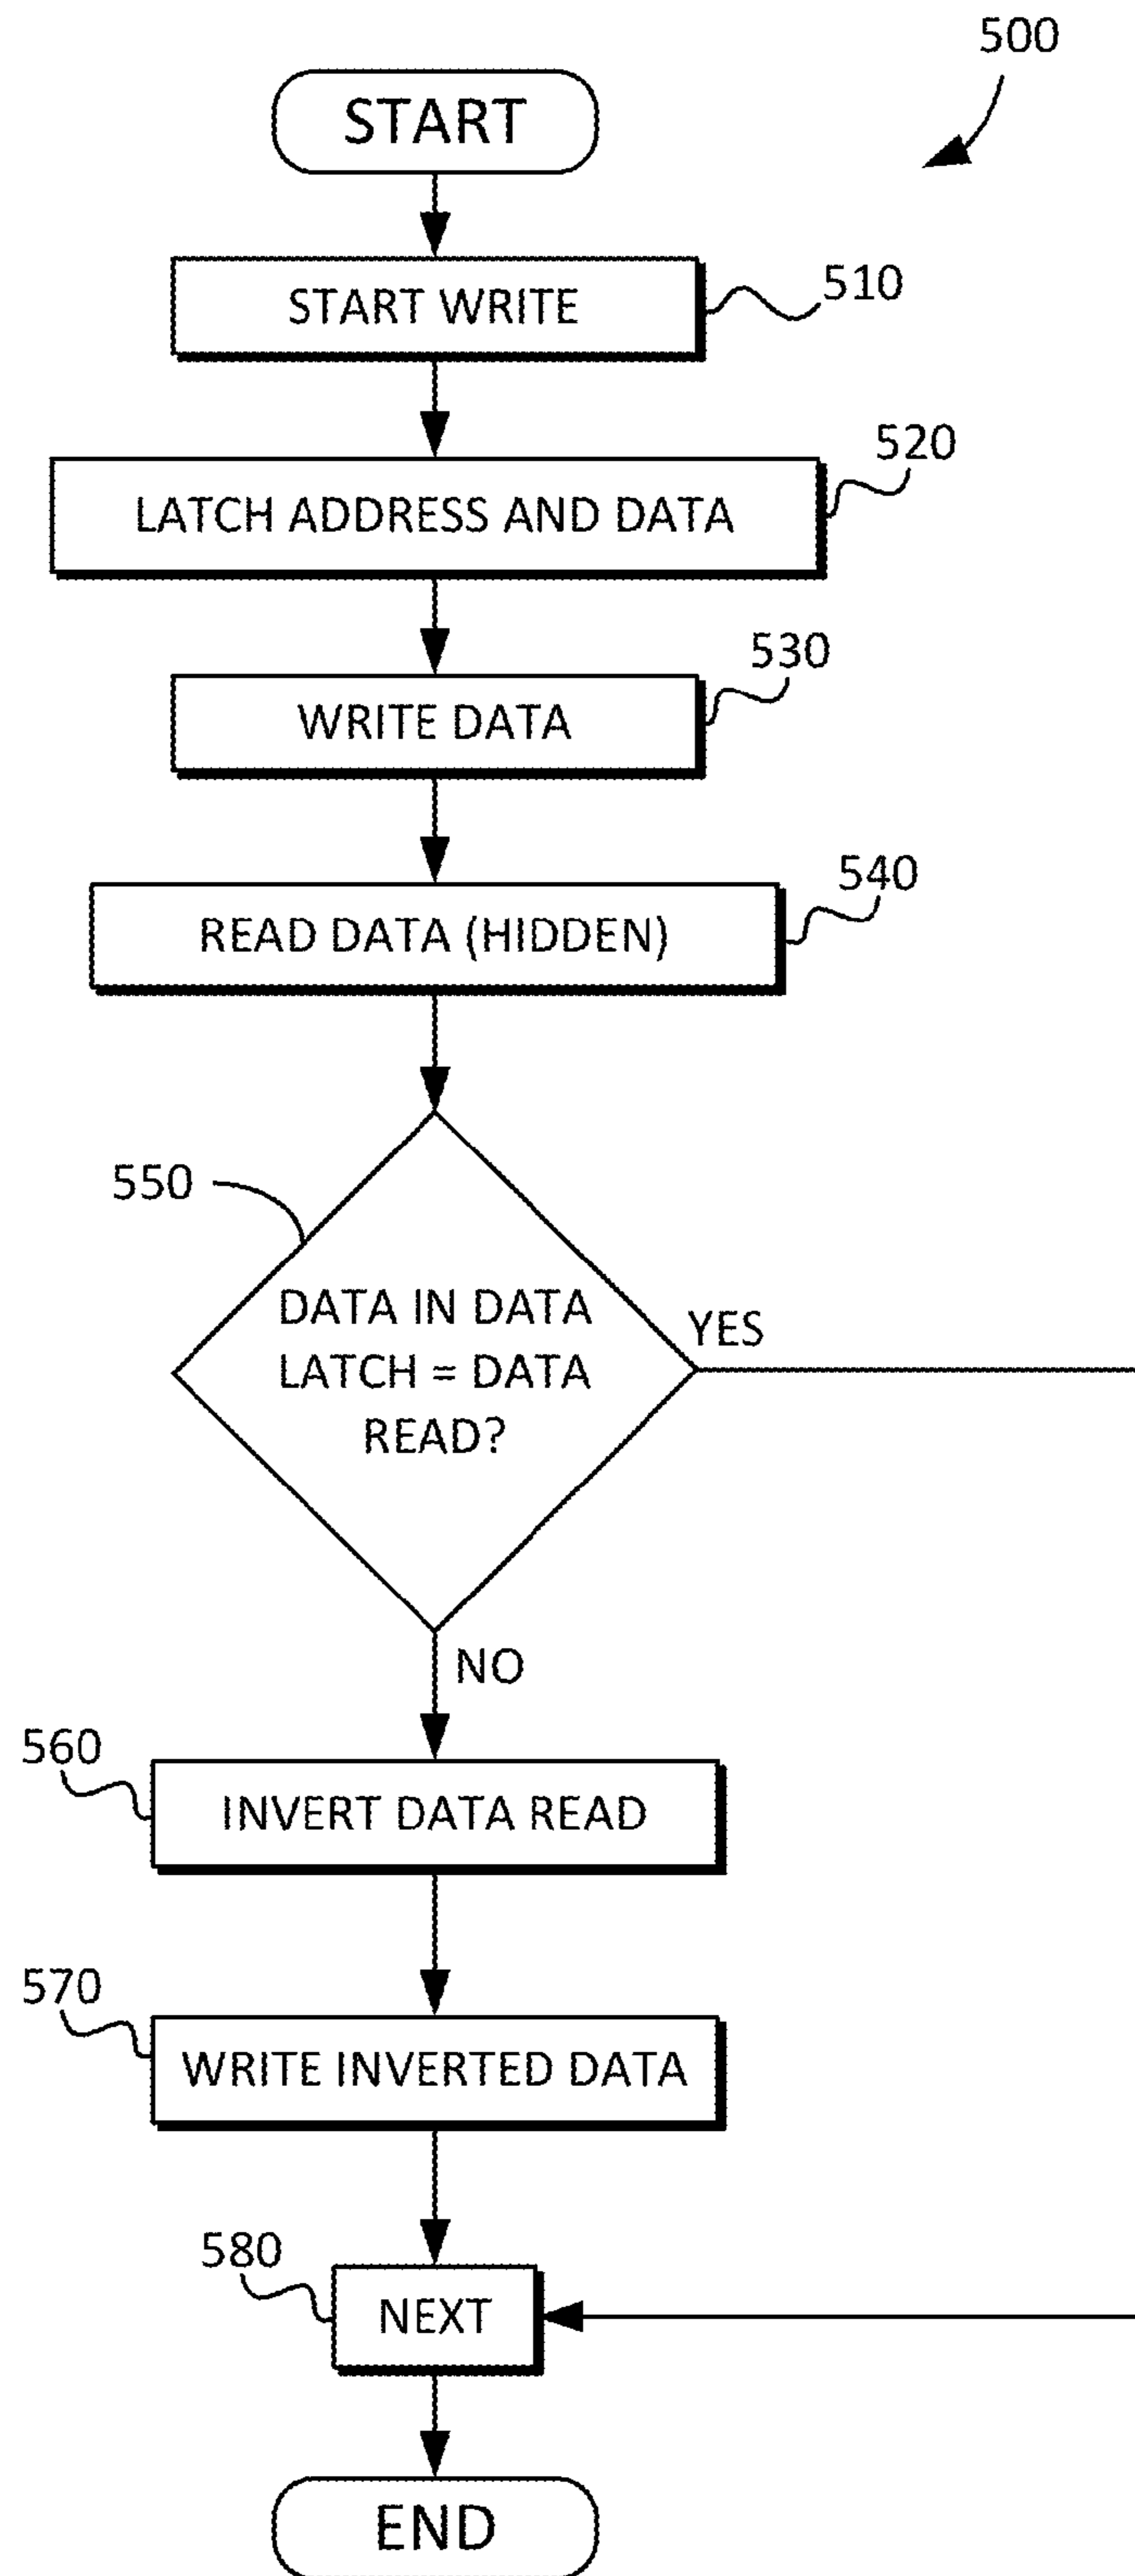 500
START
START WRITE
510
LATCH ADDRESS AND DATA
520
WRITE DATA
530
READ DATA (HIDDEN)
540
550
DATA IN DATA
LATCH = DATA
READ?
YES
NO
560
INVERT DATA READ
570
WRITE INVERTED DATA
580
NEXT
END